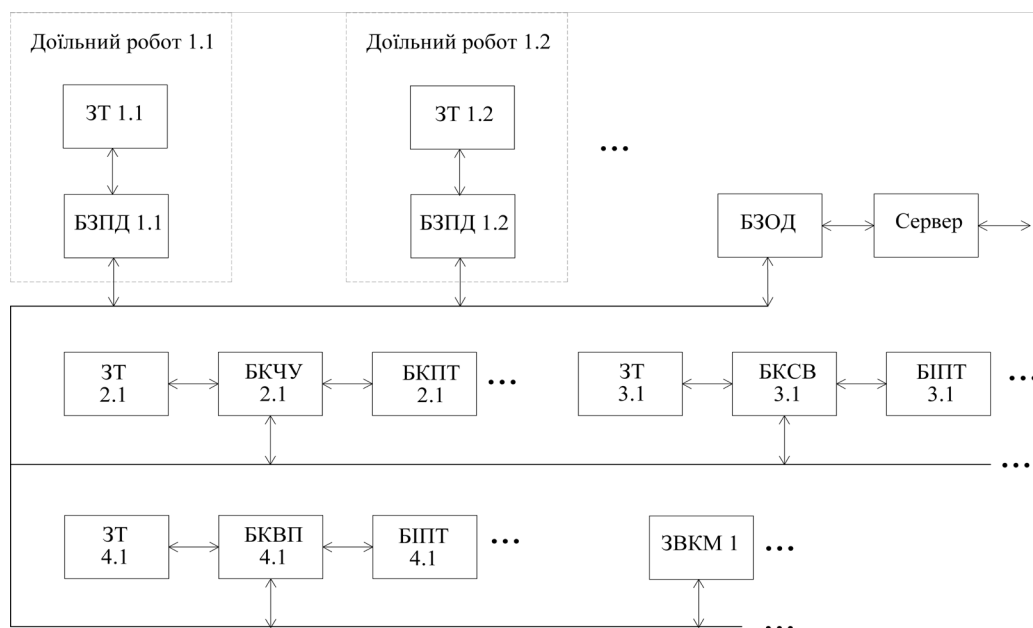 Доїльний робот 1.1
Доїльний робот 1.2
ЗТ 1.1
ЗТ 1.2
...
БЗПД 1.1
БЗПД 1.2
БЗОД
Сервер
ЗТ
2.1
БКЧУ
2.1
БКПТ
2.1
...
ЗТ
3.1
БКСВ
3.1
БІПТ
3.1
...
...
ЗТ
4.1
БКВП
4.1
БІПТ
4.1
...
ЗВКМ 1
...
...